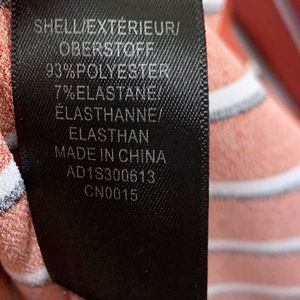 SHELL/EXTÉRIEUR/
OBERSTOFF
93%POLYESTER
7%ELASTANE/
ÉLASTHANNE/
ELASTHAN
MADE IN CHINA
AD1S300613
CN0015